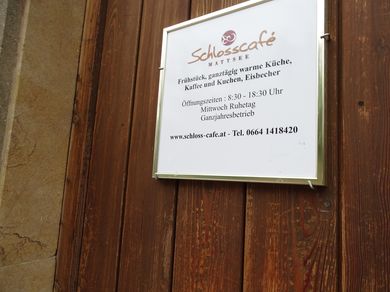 Schlosscafé
MATTSEE
Frühstück, ganztägig warme Küche,
Kaffee und Kuchen, Eisbecher
Öffnungszeiten : 8:30 - 18:30 Uhr
Mittwoch Ruhetag
Ganzjahresbetrieb
www.schloss-cafe.at - Tel. 0664 1418420